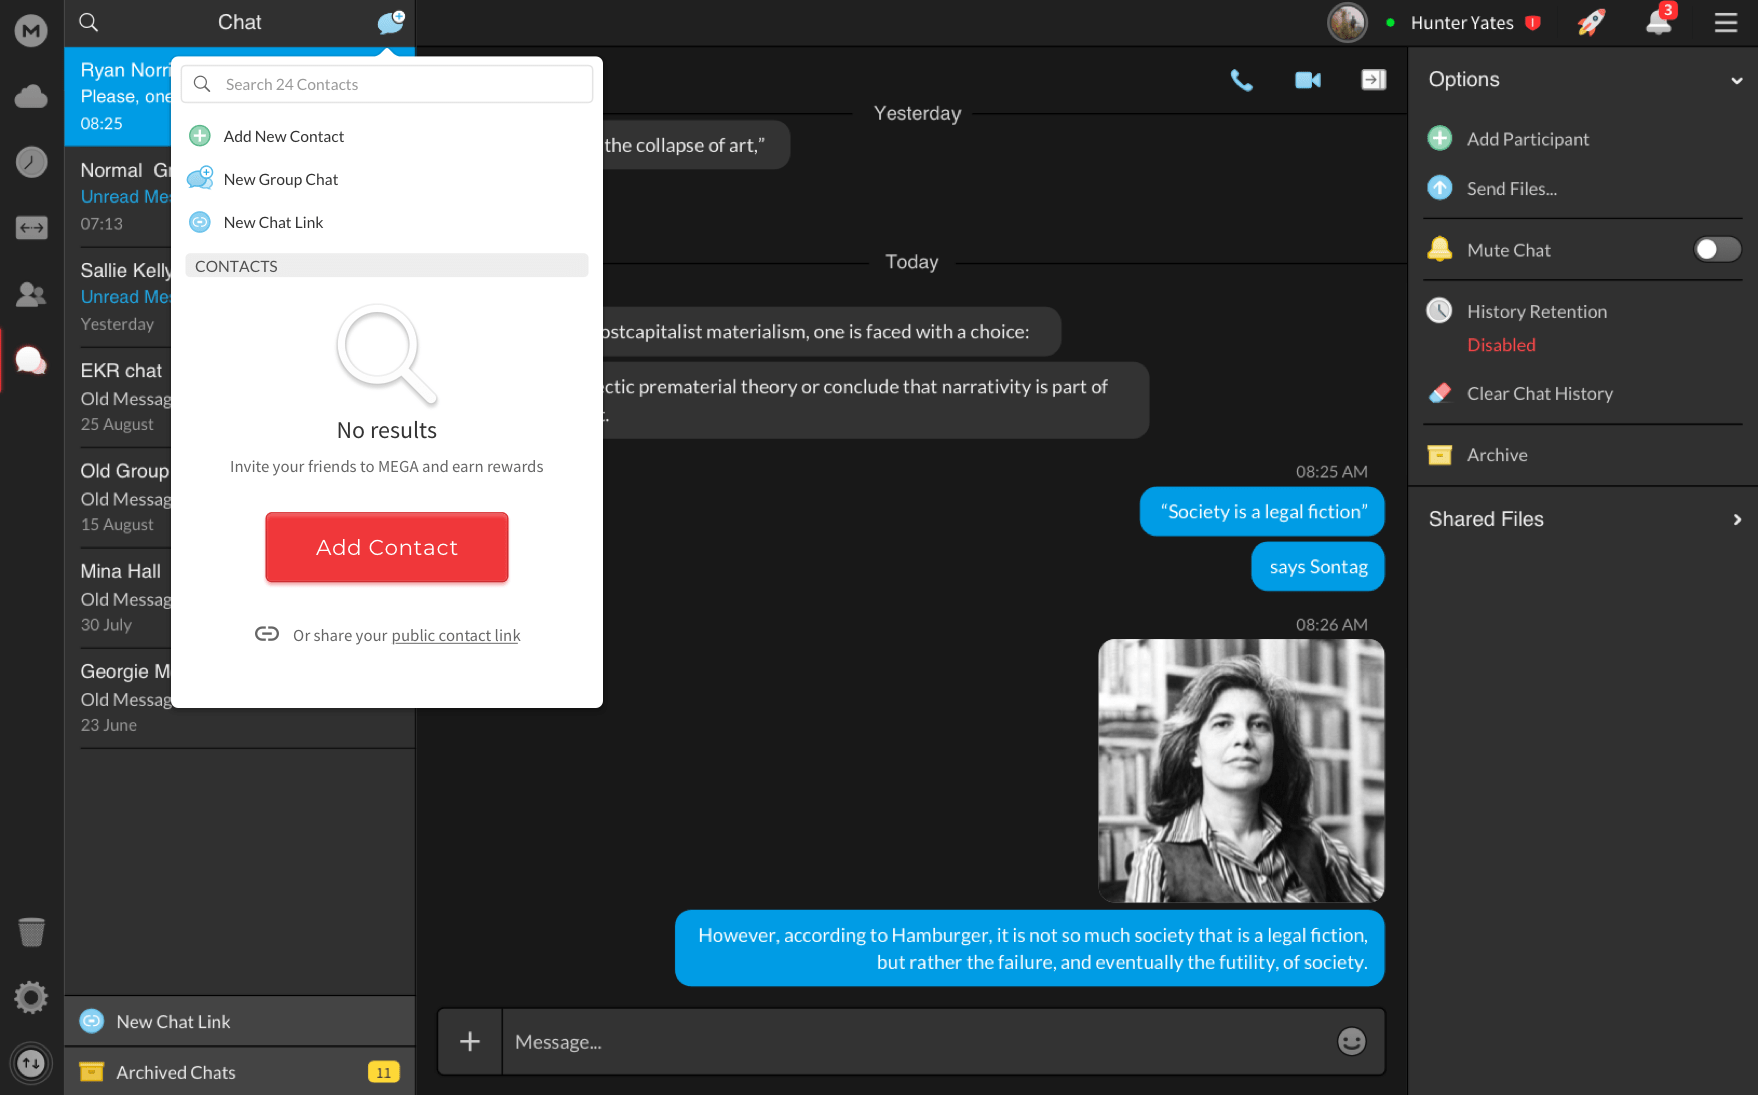 Chat
Hunter Yates
3
Ryan Norri
Please, one
08:25
Normal Gr
Unread Mes
07:13
Sallie Kelly
Unread Mes
Yesterday
EKR chat
Old Messag
25 August
Old Group
Old Messag
15 August
Mina Hall
Old Messag
30 July
Georgie M
Old Messag
23 June
New Chat Link
Archived Chats
11
Search 24 Contacts
Add New Contact
New Group Chat
New Chat Link
CONTACTS
No results
Invite your friends to MEGA and earn rewards
Add Contact
Or share your public contact link
Yesterday
the collapse of art,”
Today
ostcapitalist materialism, one is faced with a choice:
ectic prematerial theory or conclude that narrativity is part of
t.
08:25 AM
“Society is a legal fiction”
says Sontag
08:26 AM
However, according to Hamburger, it is not so much society that is a legal fiction,
but rather the failure, and eventually the futility, of society.
Message...
Options
Add Participant
Send Files...
Mute Chat
History Retention
Disabled
Clear Chat History
Archive
Shared Files